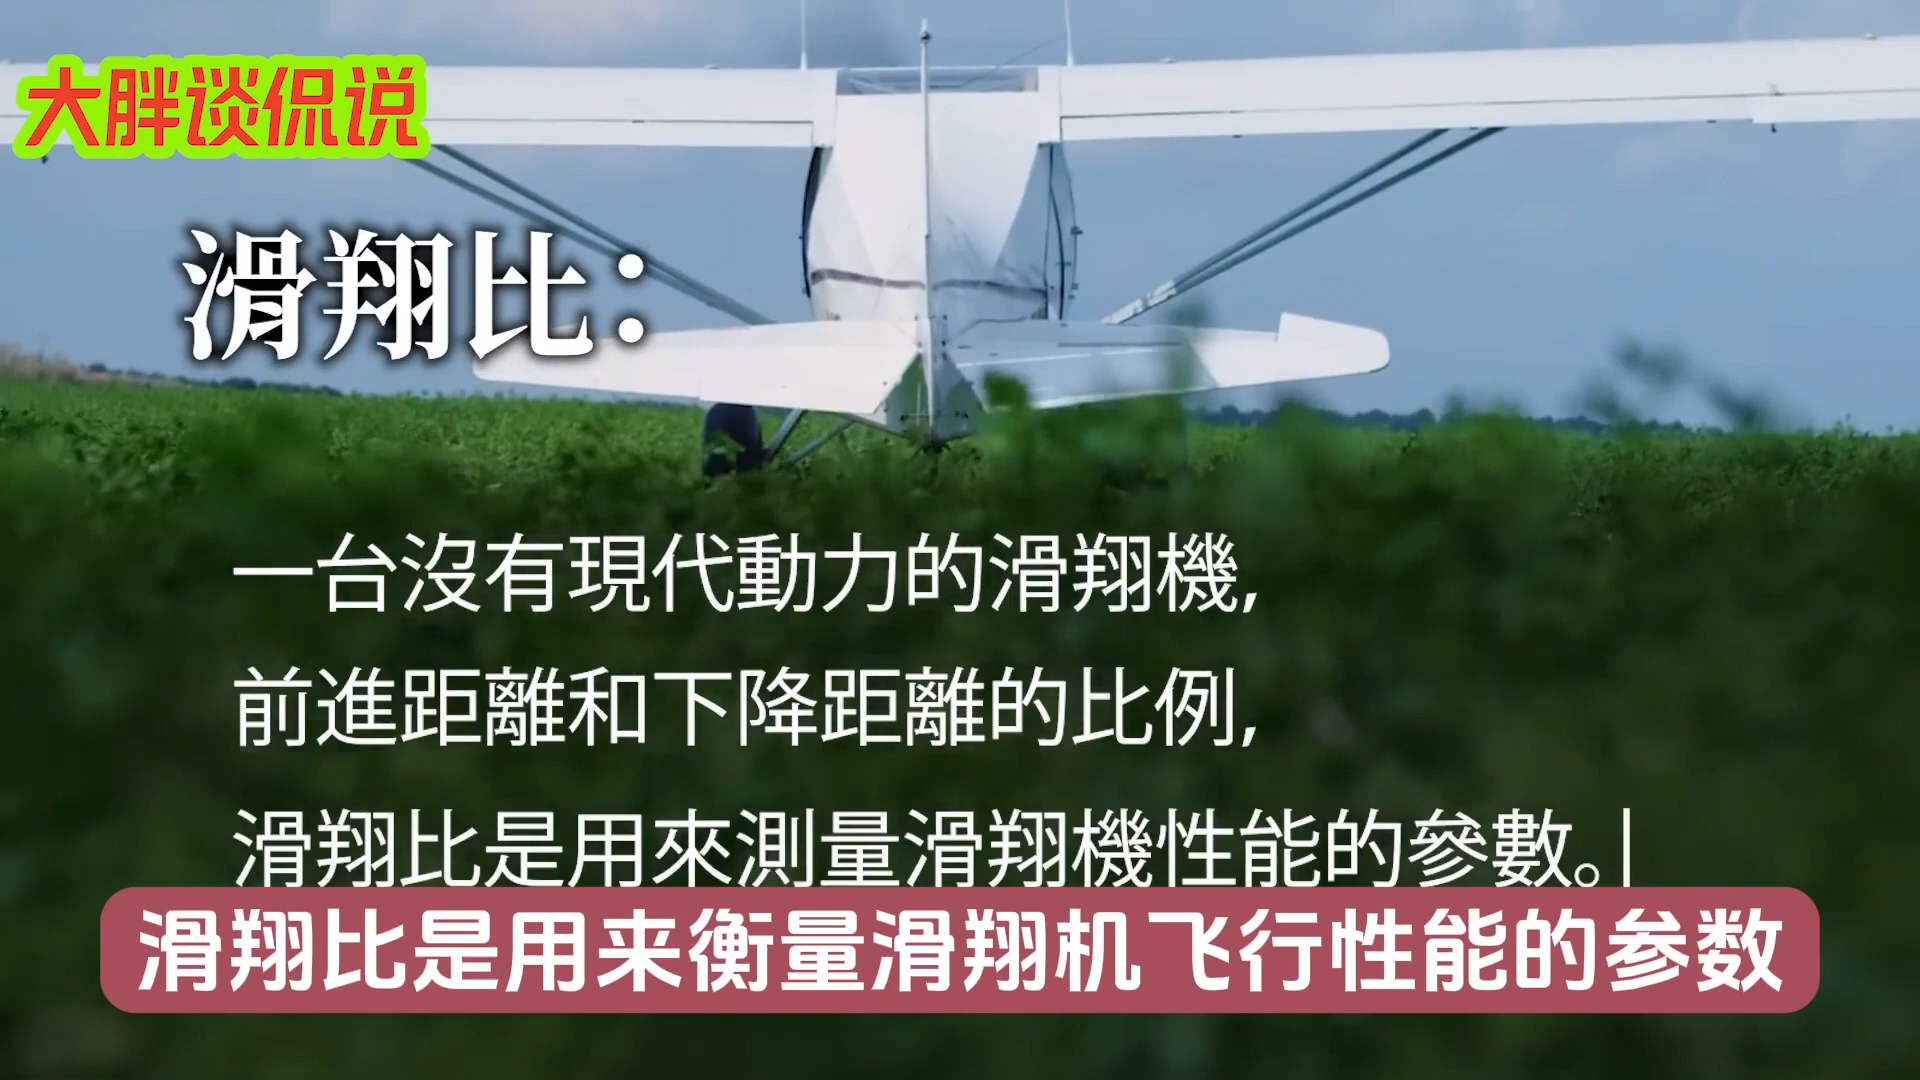 大胖谈侃说
滑翔比：
一台沒有現代動力的滑翔機,
前進距離和下降距離的比例,
滑翔比是用來測量滑翔機性能的參數。|
滑翔比是用来衡量滑翔机飞行性能的参数